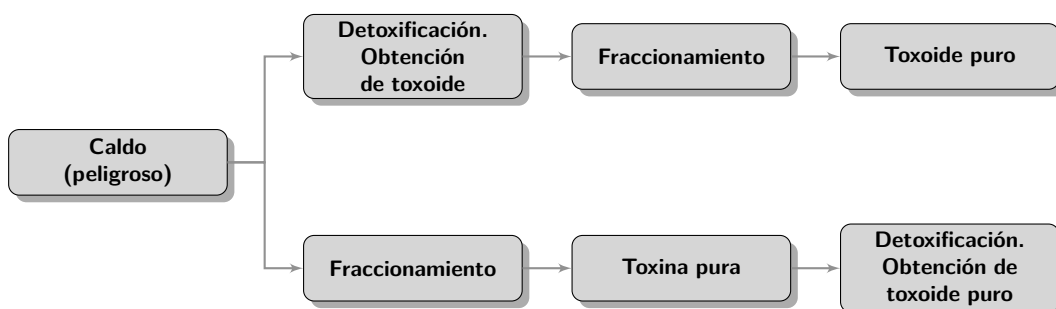 Detoxificación.
Obtención
de toxoide
Fraccionamiento
Toxoide puro
Caldo
(peligroso)
Fraccionamiento
Toxina pura
Detoxificación.
Obtención de
toxoide puro